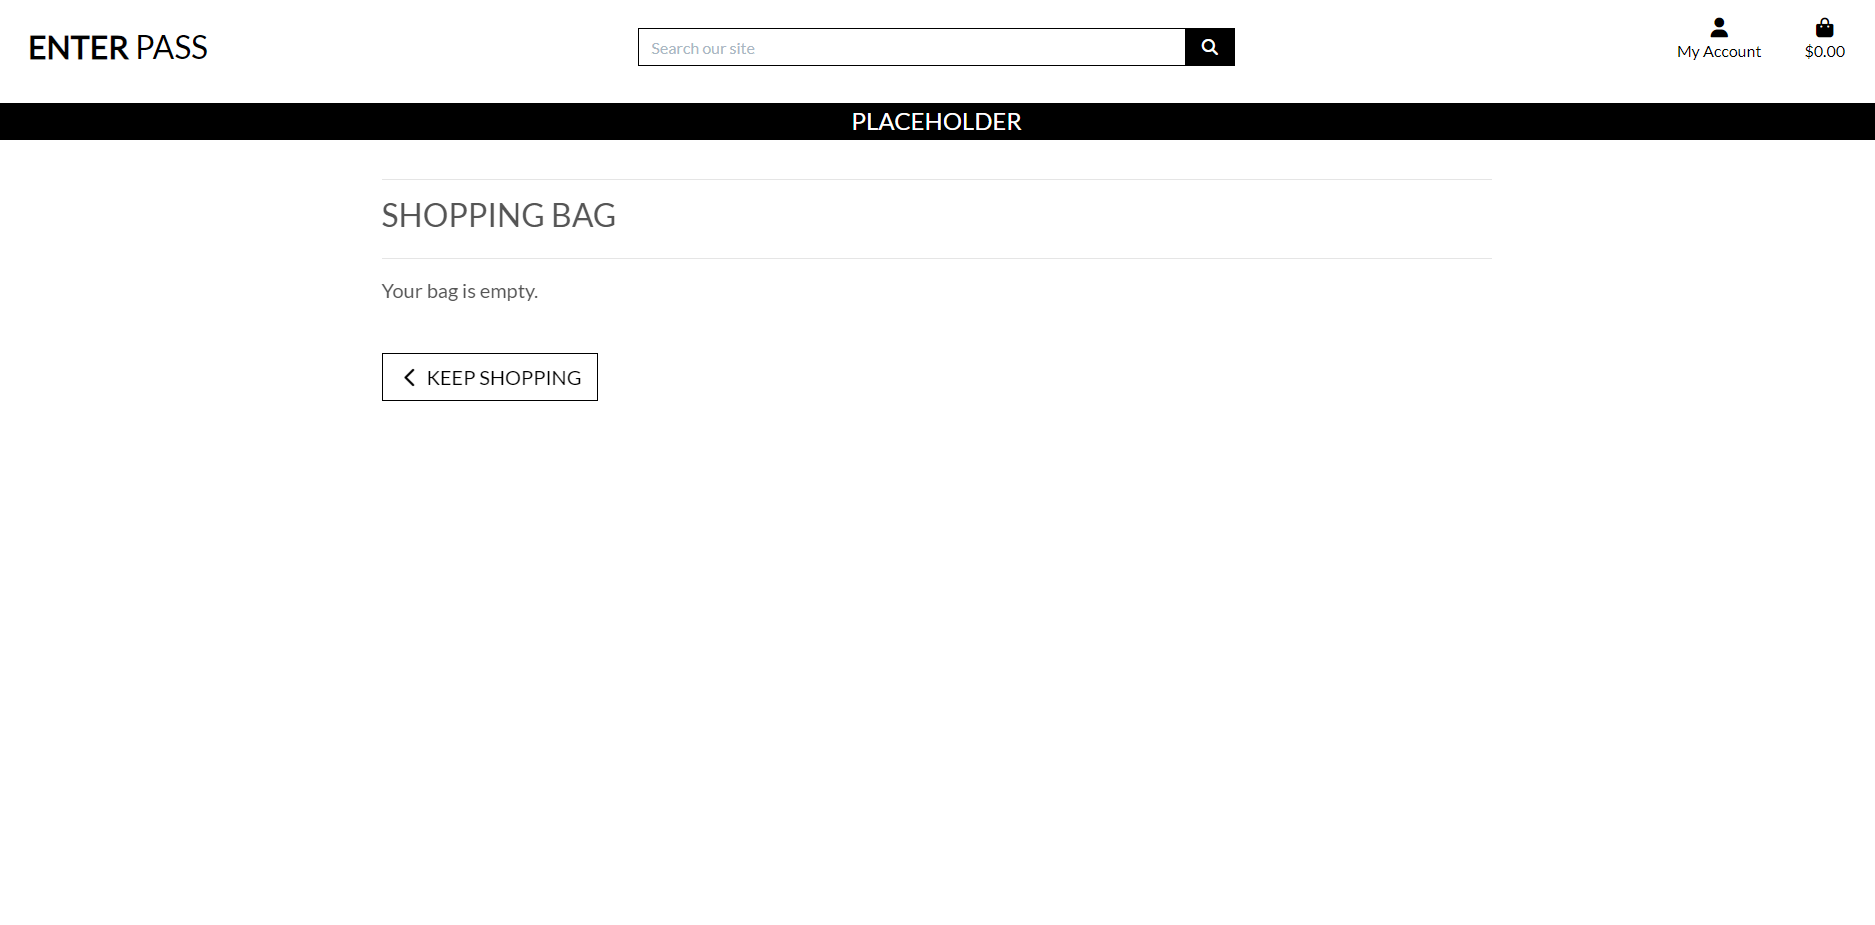 ENTER PASS
Search our site
My Account
$0.00
PLACEHOLDER
SHOPPING BAG
Your bag is empty.
KEEP SHOPPING